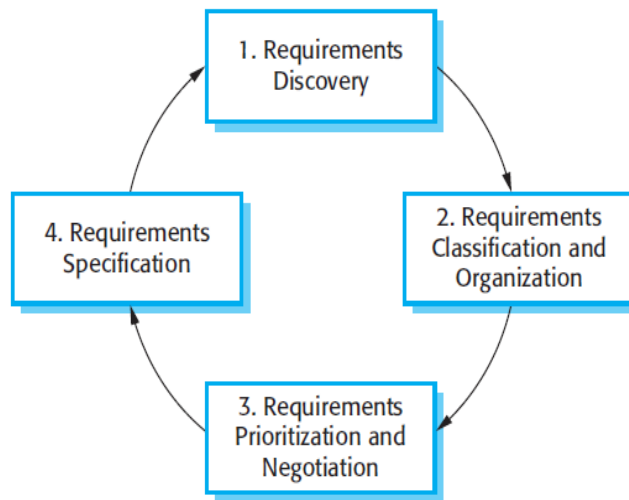 1. Requirements
Discovery
2. Requirements
Classification and
Organization
3. Requirements
Prioritization and
Negotiation
4. Requirements
Specification